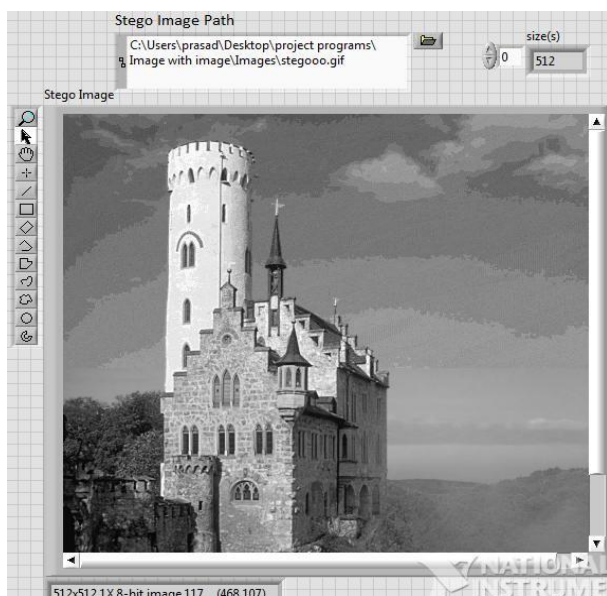 Stego Image Path
C:\Users\prasad\Desktop\project programs\
Image with image\Images\stegooo.gif
size(s)
0
512
Stego Image
512x512 1X 8-bit image 117 (468,107)
NATIONAL
INSTRUME